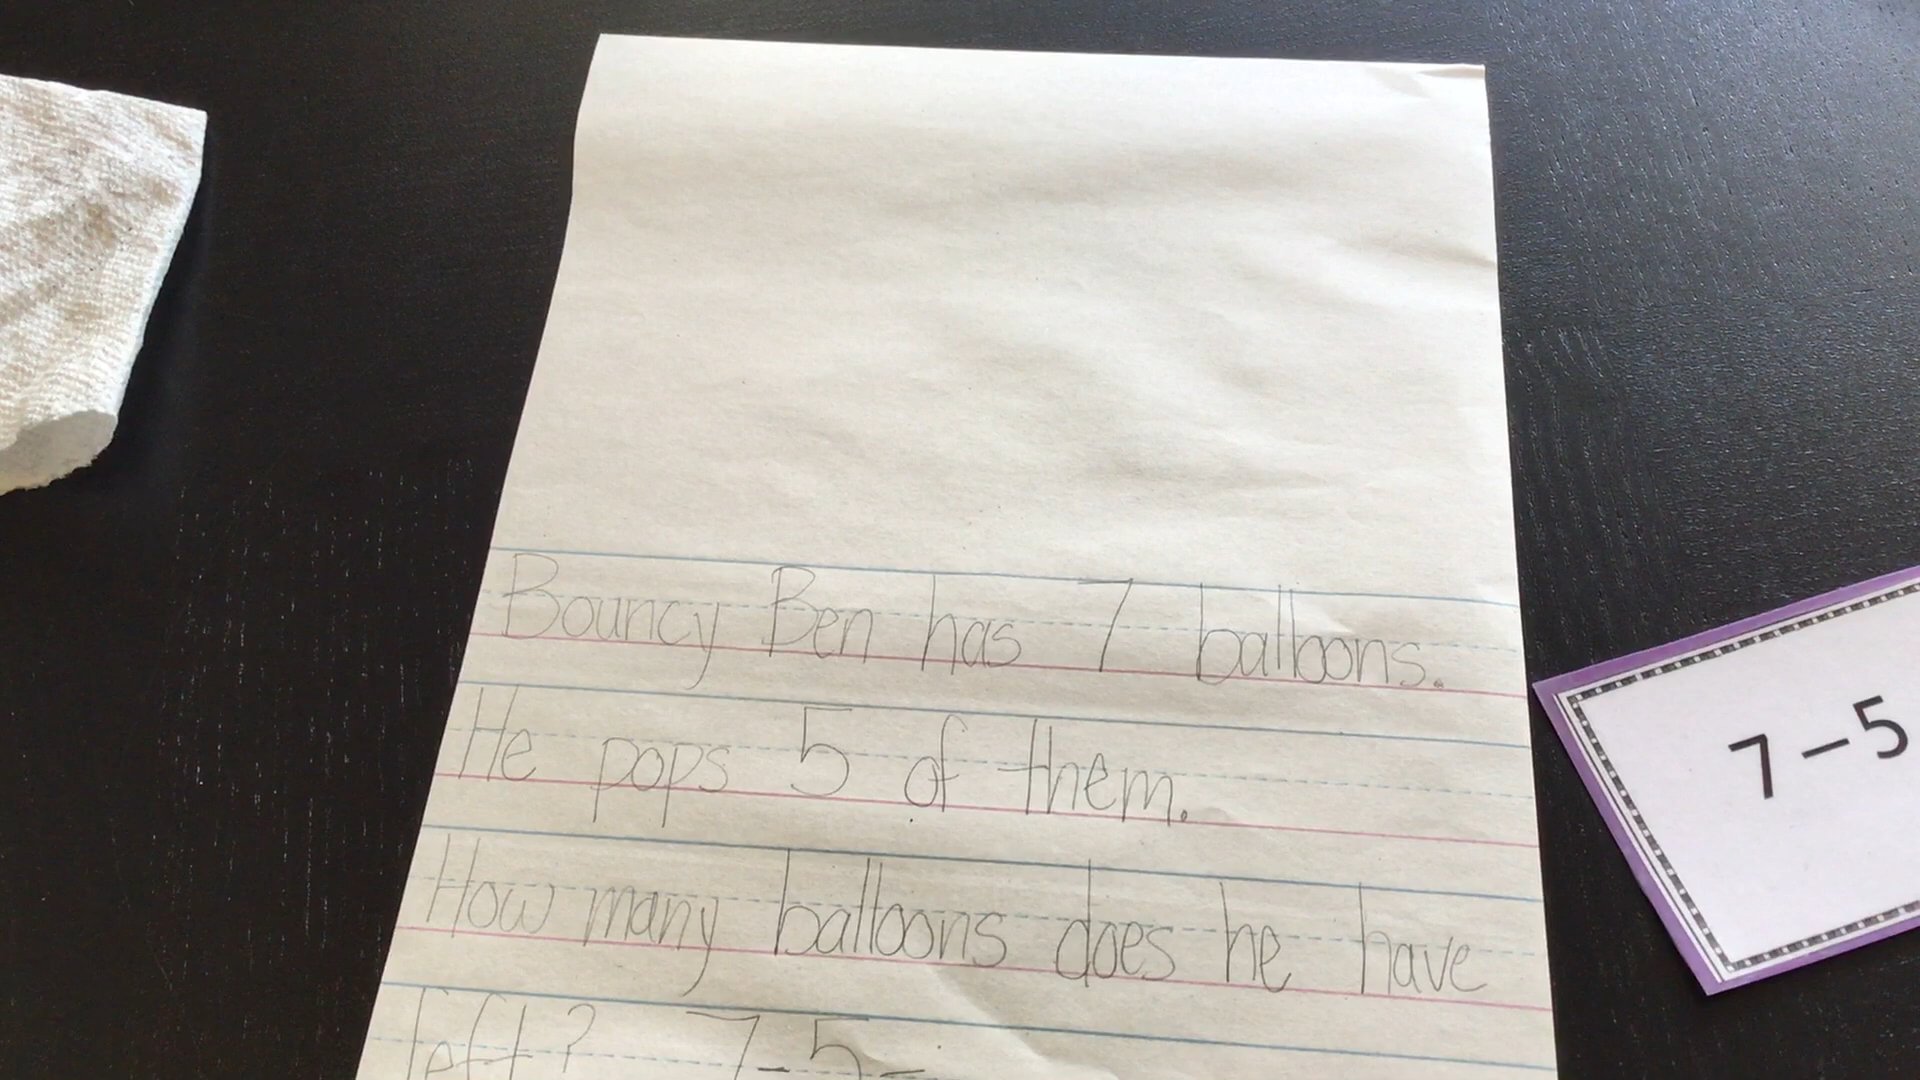 Bouncy Ben has 7 balloons.
He pops 5 of them.
How many balloons does he have
left? 7-5=
7-5